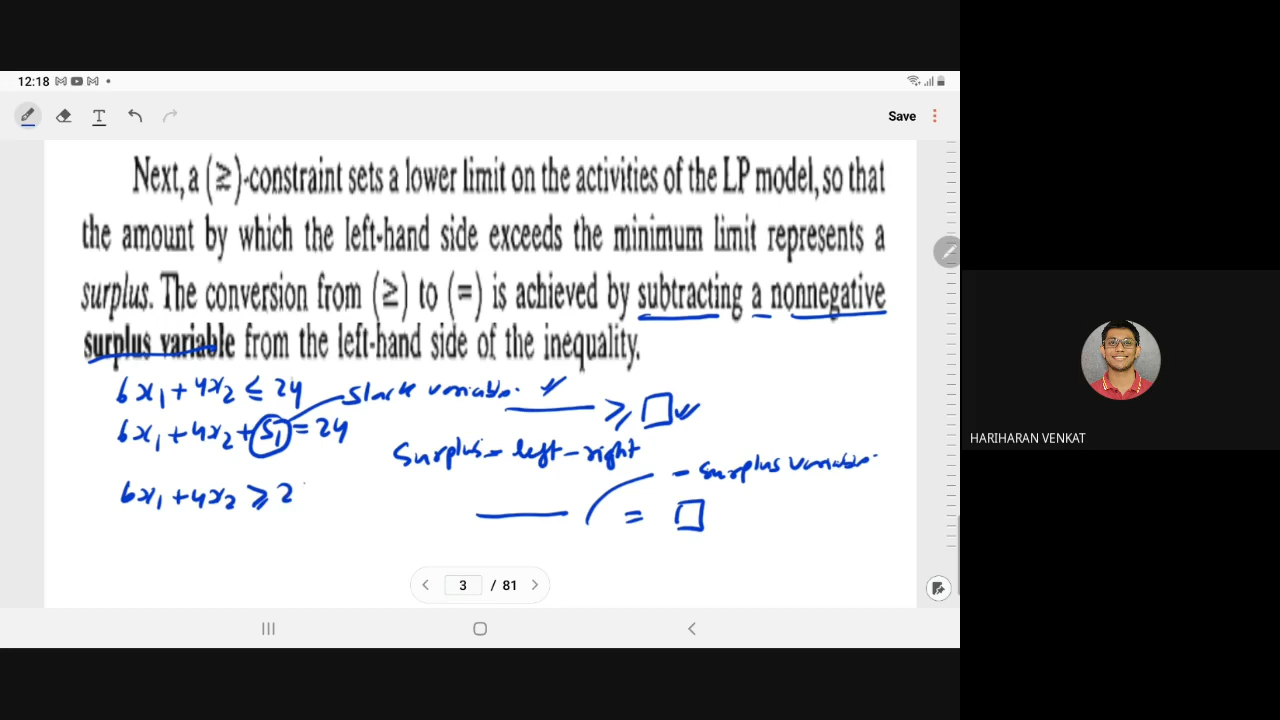 12:18
Save
Next, a (≥)-constraint sets a lower limit on the activities of the LP model, so that
the amount by which the left-hand side exceeds the minimum limit represents a
surplus. The conversion from (≥) to (=) is achieved by subtracting a nonnegative
surplus variable from the left-hand side of the inequality.
6x₁ + 4x₂ ≤ 24 Slack variable.
≥ □
6x₁ + 4x₂ + S₁ = 24
Surplus = left - right
- Surplus variable.
6x₁ + 4x₂ ≥ 2
= □
3 / 81
HARIHARAN VENKAT